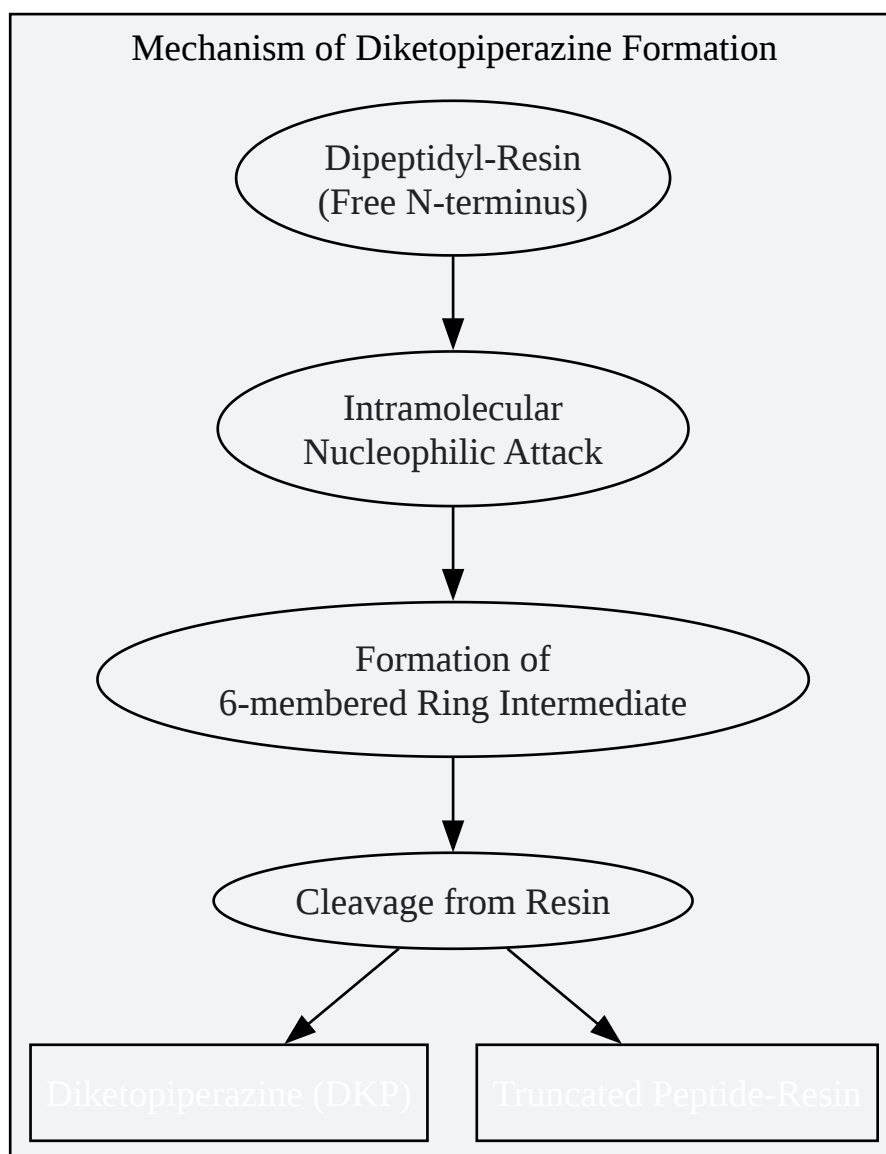 Mechanism of Diketopiperazine Formation
Dipeptidyl-Resin
(Free N-terminus)
Intramolecular
Nucleophilic Attack
Formation of
6-membered Ring Intermediate
Cleavage from Resin
Diketopiperazine (DKP)
Truncated Peptide-Resin